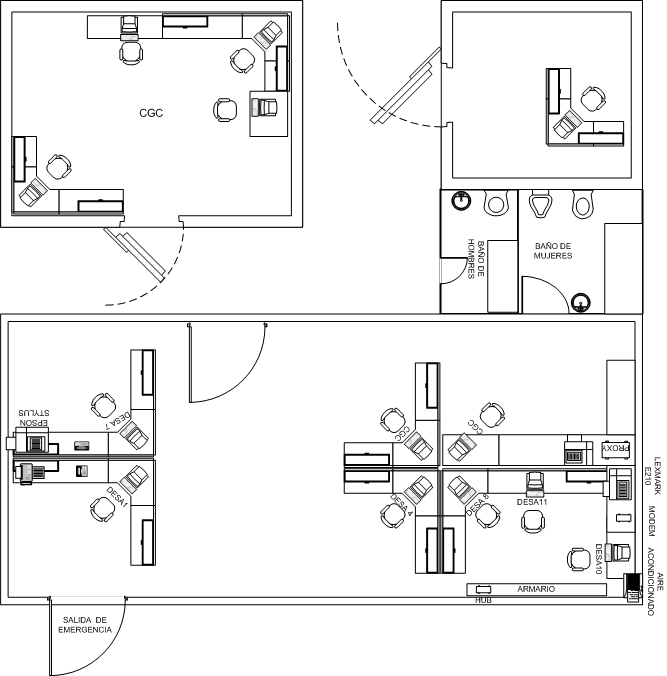 CGC
BAÑO DE
HOMBRES
BAÑO DE
MUJERES
EPSON
STYLUS
DESA 7
DESA1
CGC
CGC
PROXY
DESA 4
DESA 8
DESA11
DESA10
LEXMARK
E210
MODEM
AIRE
ACONDICIONADO
ARMARIO
HUB
SALIDA DE
EMERGENCIA